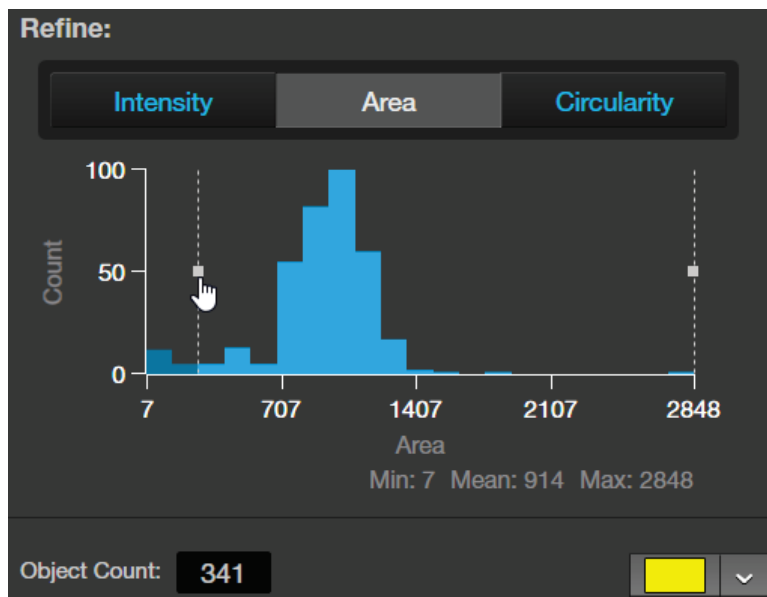 Refine:
Intensity Area Circularity
100
50
0
Count
7 707 1407 2107 2848
Area
Min: 7 Mean: 914 Max: 2848
Object Count: 341